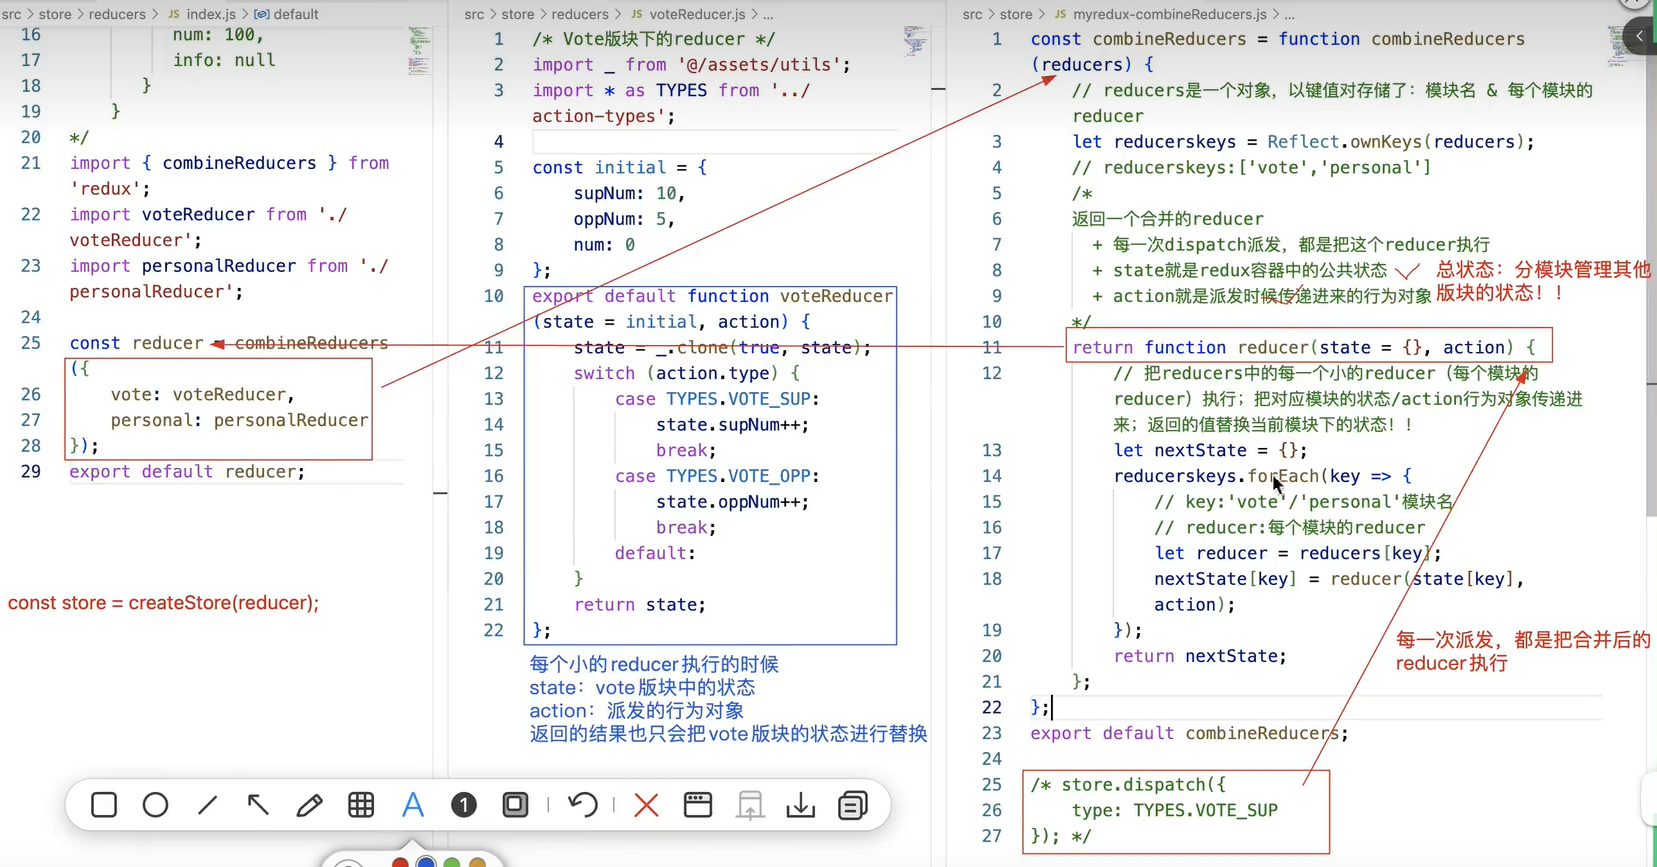 src > store > reducers > JS index.js > default
16 num: 100,
17 info: null
18 }
19 }
20 */
21 import { combineReducers } from
'redux';
22 import voteReducer from './
voteReducer';
23 import personalReducer from './
personalReducer';
24
25 const reducer = combineReducers
({
26 vote: voteReducer,
27 personal: personalReducer
28 });
29 export default reducer;
const store = createStore(reducer);
src > store > reducers > JS voteReducer.js > ...
1 /* Vote版块下的reducer */
2 import _ from '@/assets/utils';
3 import * as TYPES from '../
action-types';
4
5 const initial = {
6 supNum: 10,
7 oppNum: 5,
8 num: 0
9 };
10 export default function voteReducer
(state = initial, action) {
11 state = _.clone(true, state);
12 switch (action.type) {
13 case TYPES.VOTE_SUP:
14 state.supNum++;
15 break;
16 case TYPES.VOTE_OPP:
17 state.oppNum++;
18 break;
19 default:
20 }
21 return state;
22 };
每个小的reducer执行的时候
state：vote版块中的状态
action：派发的行为对象
返回的结果也只会把vote版块的状态进行替换
src > store > JS myredux-combineReducers.js > ...
1 const combineReducers = function combineReducers
(reducers) {
2 // reducers是一个对象，以键值对存储了：模块名 & 每个模块的
reducer
3 let reducerskeys = Reflect.ownKeys(reducers);
4 // reducerskeys:['vote','personal']
5 /*
6 返回一个合并的reducer
7 + 每一次dispatch派发，都是把这个reducer执行
8 + state就是redux容器中的公共状态
9 + action就是派发时候传递进来的行为对象
总状态：分模块管理其他
版块的状态！！
10 */
11 return function reducer(state = {}, action) {
12 // 把reducers中的每一个小的reducer（每个模块的
reducer）执行；把对应模块的状态/action行为对象传递进
来；返回的值替换当前模块下的状态！！
13 let nextState = {};
14 reducerskeys.forEach(key => {
15 // key:'vote'/'personal'模块名
16 // reducer:每个模块的reducer
17 let reducer = reducers[key];
18 nextState[key] = reducer(state[key],
action);
19 });
20 return nextState;
21 };
22 };
每一次派发，都是把合并后的
reducer执行
23 export default combineReducers;
24
25 /* store.dispatch({
26 type: TYPES.VOTE_SUP
27 }); */
A
1